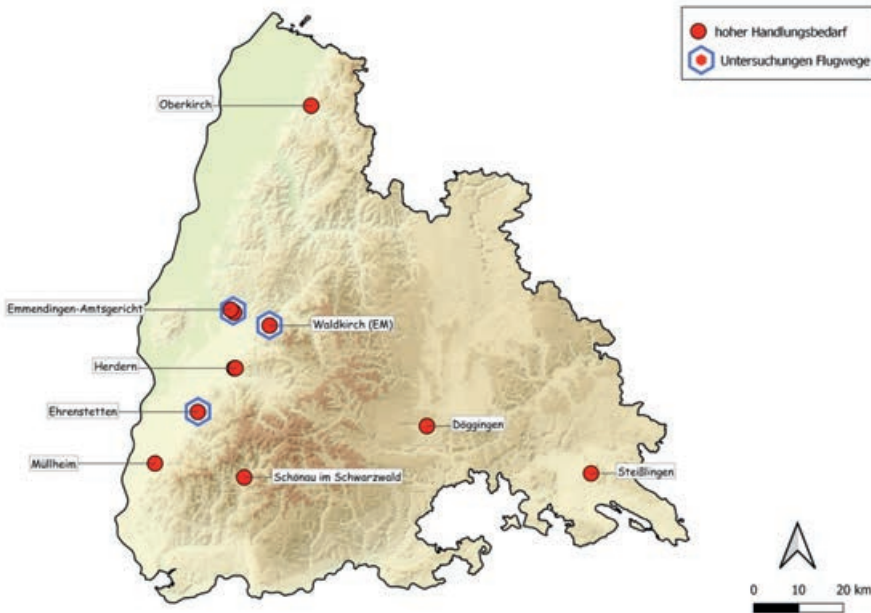 hoher Handlungsbedarf
Untersuchungen Flugwege
Oberkirch
Emmendingen-Amtsgericht
Waldkirch (EM)
Herdern
Ehrenstetten
Döggingen
Müllheim
Schönau im Schwarzwald
Steißlingen
0 10 20 km